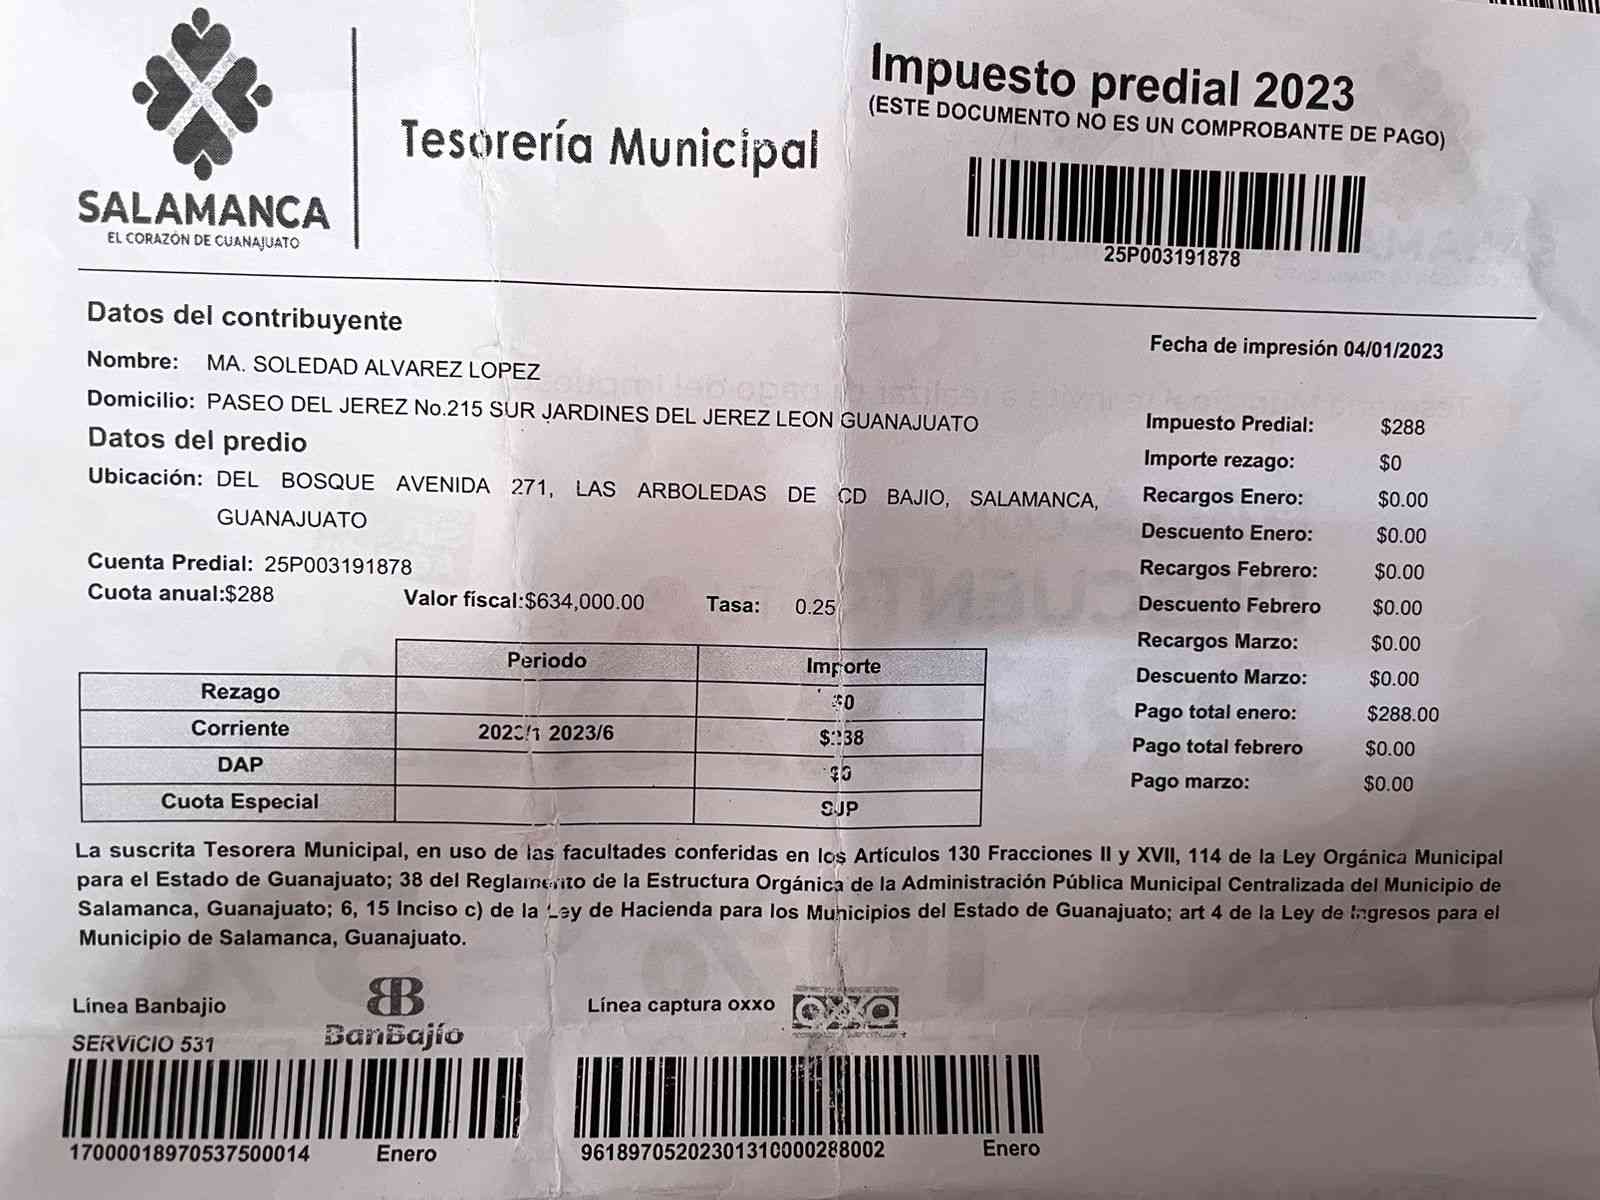 Impuesto predial 2023
(ESTE DOCUMENTO NO ES UN COMPROBANTE DE PAGO)
Tesorería Municipal
SALAMANCA
EL CORAZÓN DE GUANAJUATO
25P003191878
Datos del contribuyente
Fecha de impresión 04/01/2023
Nombre: MA. SOLEDAD ALVAREZ LOPEZ
Domicilio: PASEO DEL JEREZ No.215 SUR JARDINES DEL JEREZ LEON GUANAJUATO
Datos del predio
Ubicación: DEL BOSQUE AVENIDA 271, LAS ARBOLEDAS DE CD BAJIO, SALAMANCA,
GUANAJUATO
Cuenta Predial: 25P003191878
Cuota anual:$288 Valor físcal:$634,000.00 Tasa: 0.25
Impuesto Predial: $288
Importe rezago: $0
Recargos Enero: $0.00
Descuento Enero: $0.00
Recargos Febrero: $0.00
Descuento Febrero $0.00
Recargos Marzo: $0.00
Descuento Marzo: $0.00
Pago total enero: $288.00
Pago total febrero $0.00
Pago marzo: $0.00
Periodo Importe
Rezago $0
Corriente 2023/1 2023/6
DAP $0
Cuota Especial
La suscrita Tesorera Municipal, en uso de las facultades conferidas en los Artículos 130 Fracciones II y XVII, 114 de la Ley Orgánica Municipal
para el Estado de Guanajuato; 38 del Reglamento de la Estructura Orgánica de la Administración Pública Municipal Centralizada del Municipio de
Salamanca, Guanajuato; 6, 15 Inciso c) de la Ley de Hacienda para los Municipios del Estado de Guanajuato; art 4 de la Ley de Ingresos para el
Municipio de Salamanca, Guanajuato.
Línea Banbajio
BanBajío
SERViCiO 531
17000018970537500014 Enero
Línea captura oxxo OXXO
961897052023013100002880​02 Enero